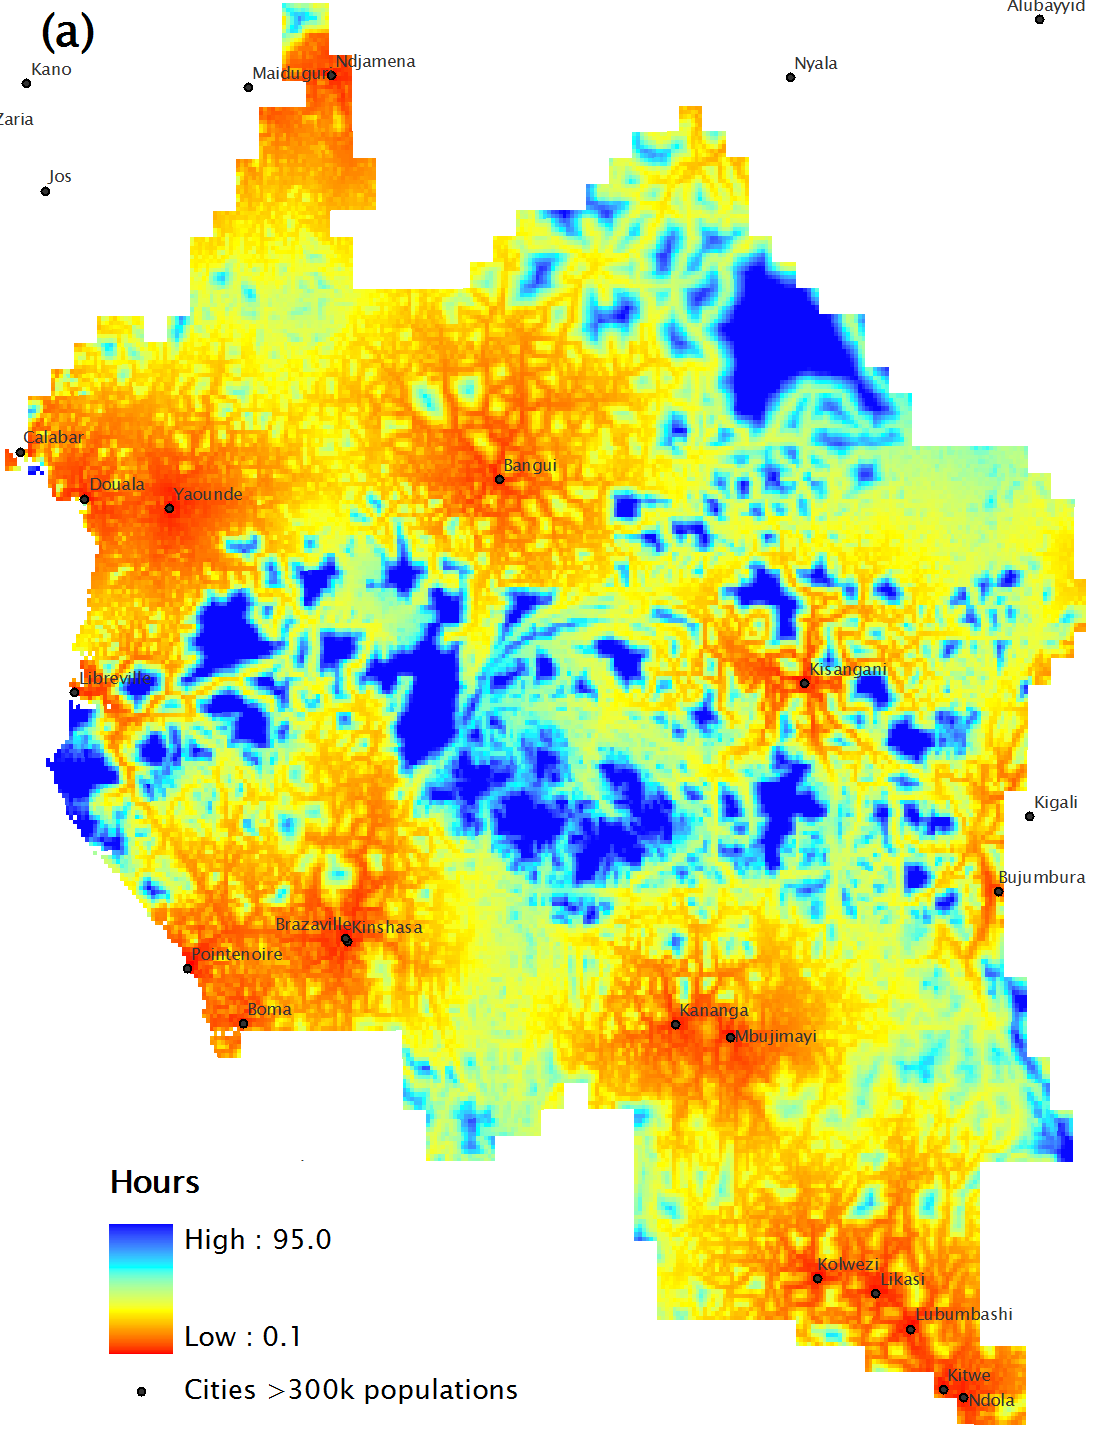 (a)
Alubayyid
Kano
Maiduguri
Ndjamena
Nyala
Zaria
Jos
Calabar
Douala
Yaounde
Bangui
Libreville
Kisangani
Kigali
Bujumbura
Brazaville
Kinshasa
Pointenoire
Boma
Kananga
Mbujimayi
Hours
High : 95.0
Low : 0.1
Cities >300k populations
Kolwezi
Likasi
Lubumbashi
Kitwe
Ndola